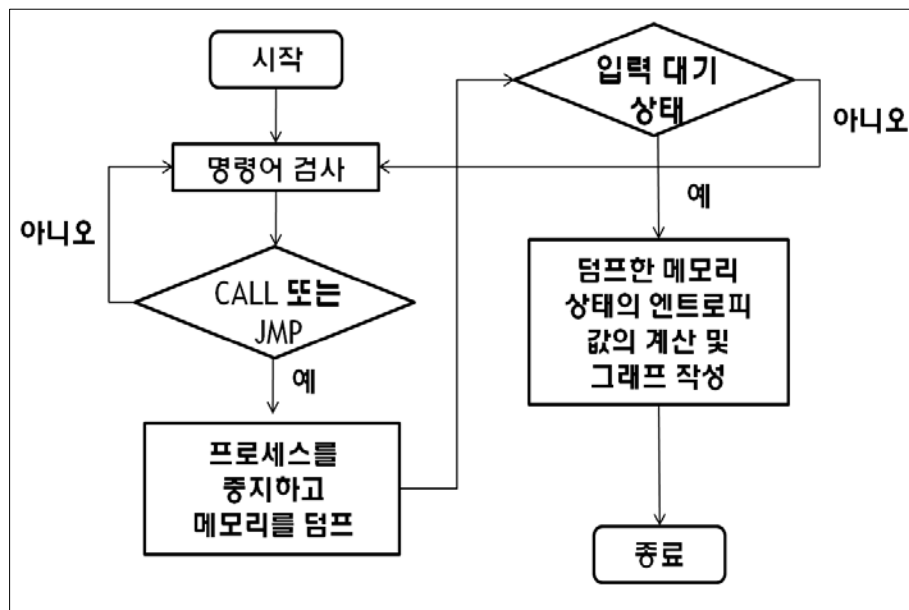 시작
명령어 검사
아니오
CALL 또는
JMP
예
프로세스를
중지하고
메모리를 덤프
입력 대기
상태
아니오
예
덤프한 메모리
상태의 엔트로피
값의 계산 및
그래프 작성
종료